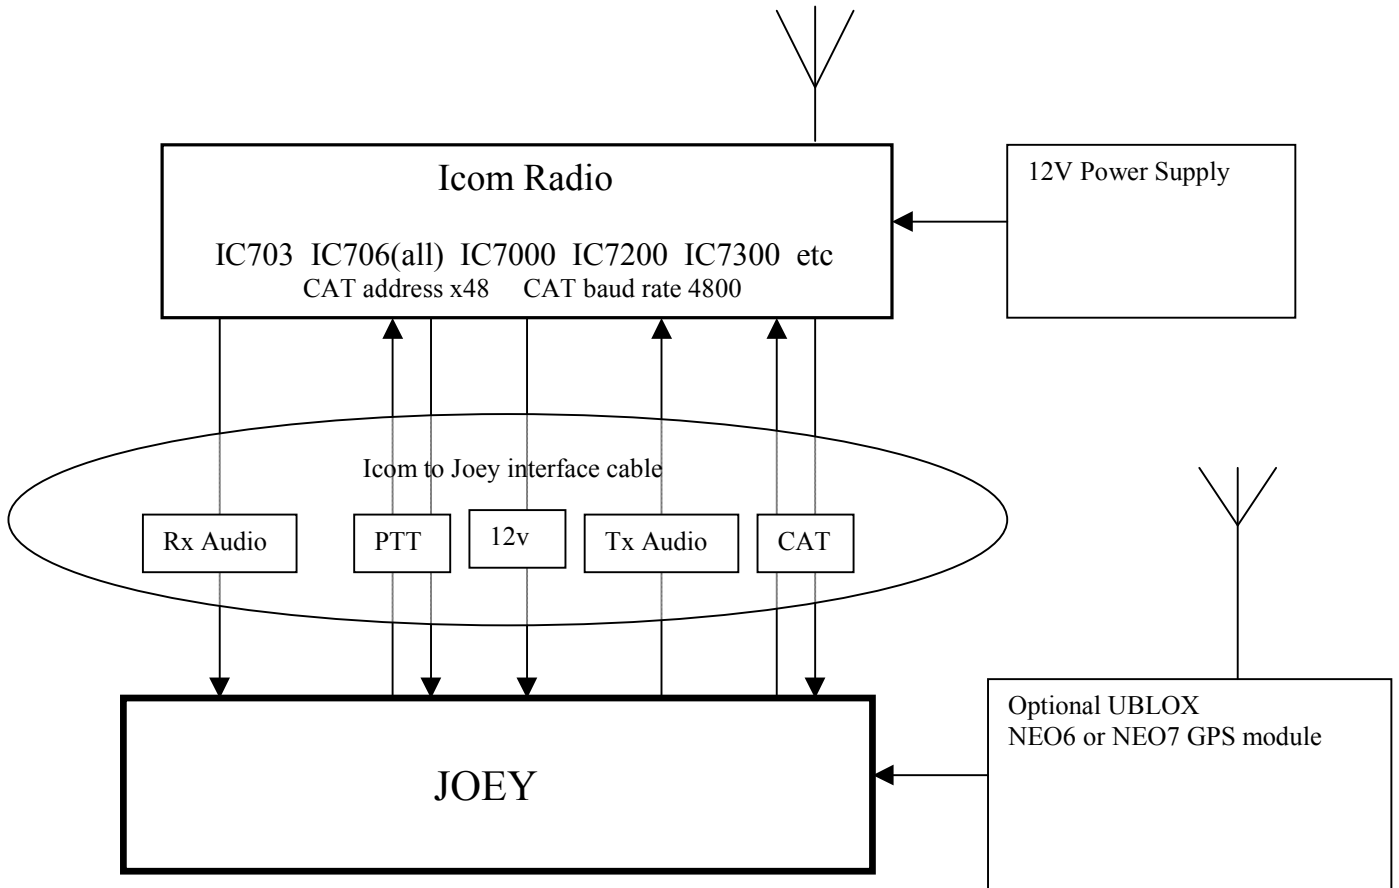 Icom Radio
IC703 IC706(all) IC7000 IC7200 IC7300 etc
CAT address x48 CAT baud rate 4800
12V Power Supply
Icom to Joey interface cable
Rx Audio
PTT
12v
Tx Audio
CAT
JOEY
Optional UBLOX
NEO6 or NEO7 GPS module